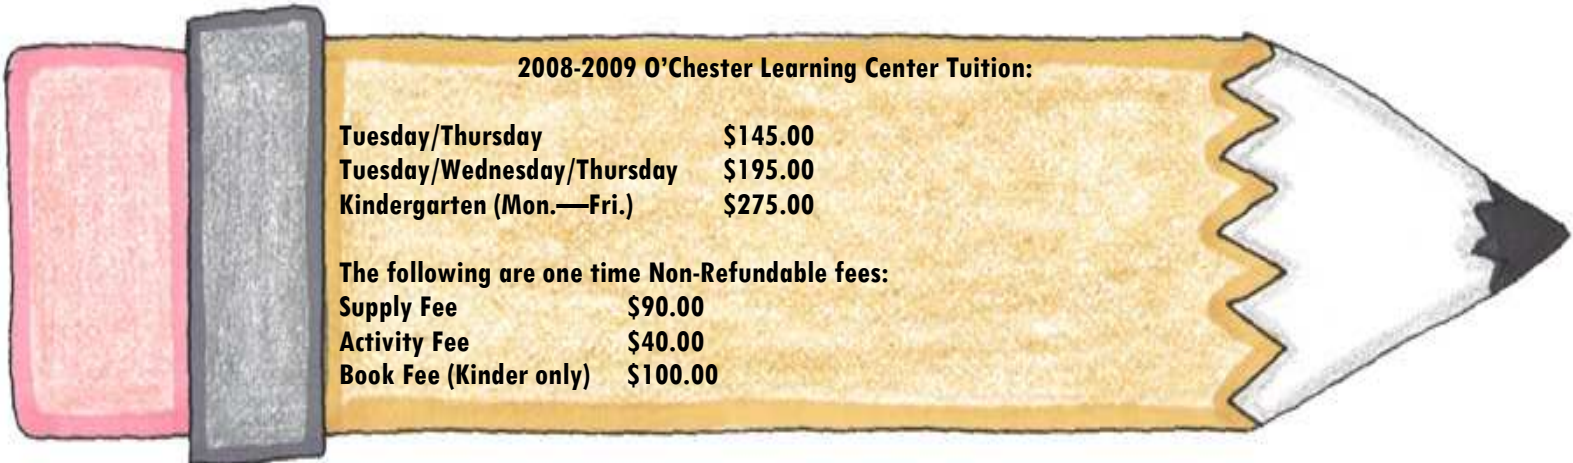 2008-2009 O’Chester Learning Center Tuition:
Tuesday/Thursday $145.00
Tuesday/Wednesday/Thursday $195.00
Kindergarten (Mon.—Fri.) $275.00
The following are one time Non-Refundable fees:
Supply Fee $90.00
Activity Fee $40.00
Book Fee (Kinder only) $100.00